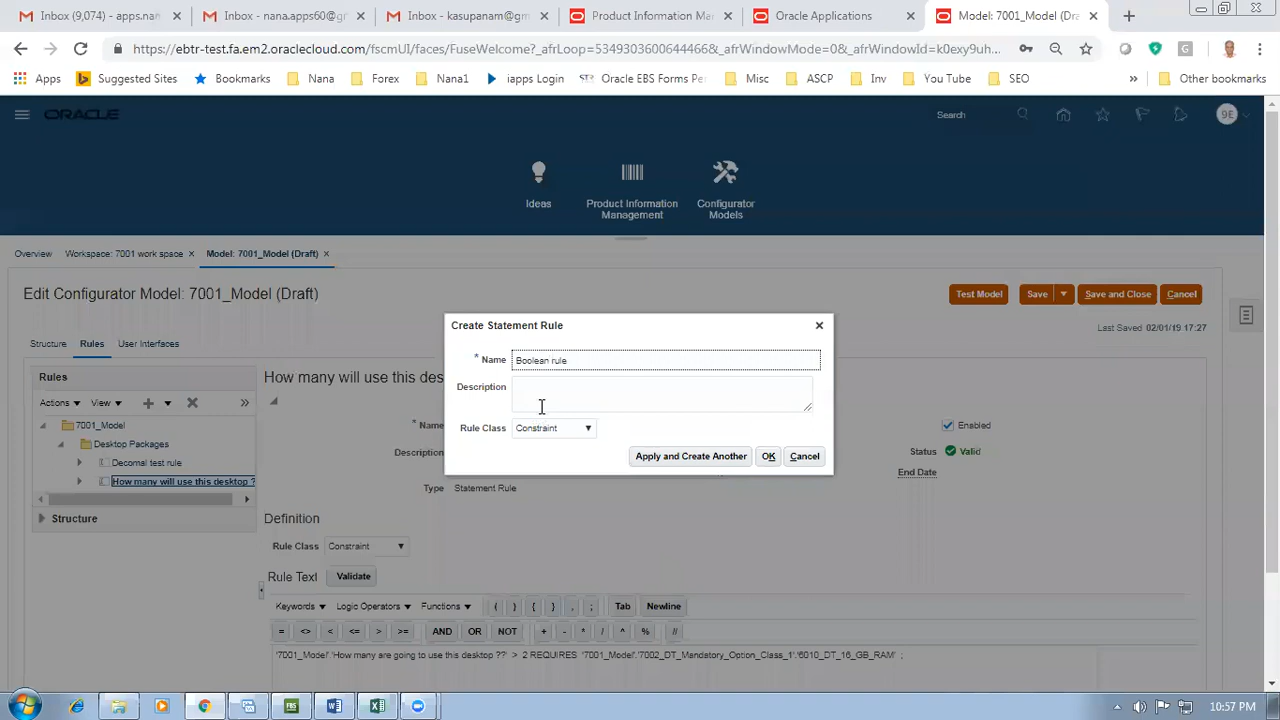 Inbox (9,074) - apps.nat
Inbox - nana.apps60@gm
Inbox - kasupanam@gm
Product Information Ma
Oracle Applications
Model: 7001_Model (Dra
https://ebtr-test.fa.em2.oraclecloud.com/fscmUI/faces/FuseWelcome?_afrLoop=53493036006444466&_afrWindowMode=0&_afrWindowId=k0exy9uh...
Apps
Suggested Sites
Bookmarks
Nana
Forex
Nana1
iapps Login
Oracle EBS Forms Pe
Misc
ASCP
Inv
You Tube
SEO
Other bookmarks
ORACLE
Search
9E
Ideas
Product Information Management
Configurator Models
Overview
Workspace: 7001 work space
Model: 7001_Model (Draft)
Edit Configurator Model: 7001_Model (Draft)
Test Model
Save
Save and Close
Cancel
Last Saved 02/01/19 17:27
Structure
Rules
User Interfaces
Rules
Actions
View
7001_Model
Desktop Packages
Decomal test rule
How many will use this desktop ?
Structure
How many will use this des
* Name
Description
Type Statement Rule
Enabled
Status Valid
End Date
Create Statement Rule
* Name Boolean rule
Description
Rule Class Constraint
Apply and Create Another
OK
Cancel
Definition
Rule Class Constraint
Rule Text
Validate
Keywords
Logic Operators
Functions
( ) { } , ;
Tab
Newline
= <> < <= > >= AND OR NOT + - * / ^ % //
'7001_Model'.'How many are going to use this desktop ??' > 2 REQUIRES '7001_Model'.'7002_DT_Mandatory_Option_Class_1'.'6010_DT_16_GB_RAM' ;
10:57 PM